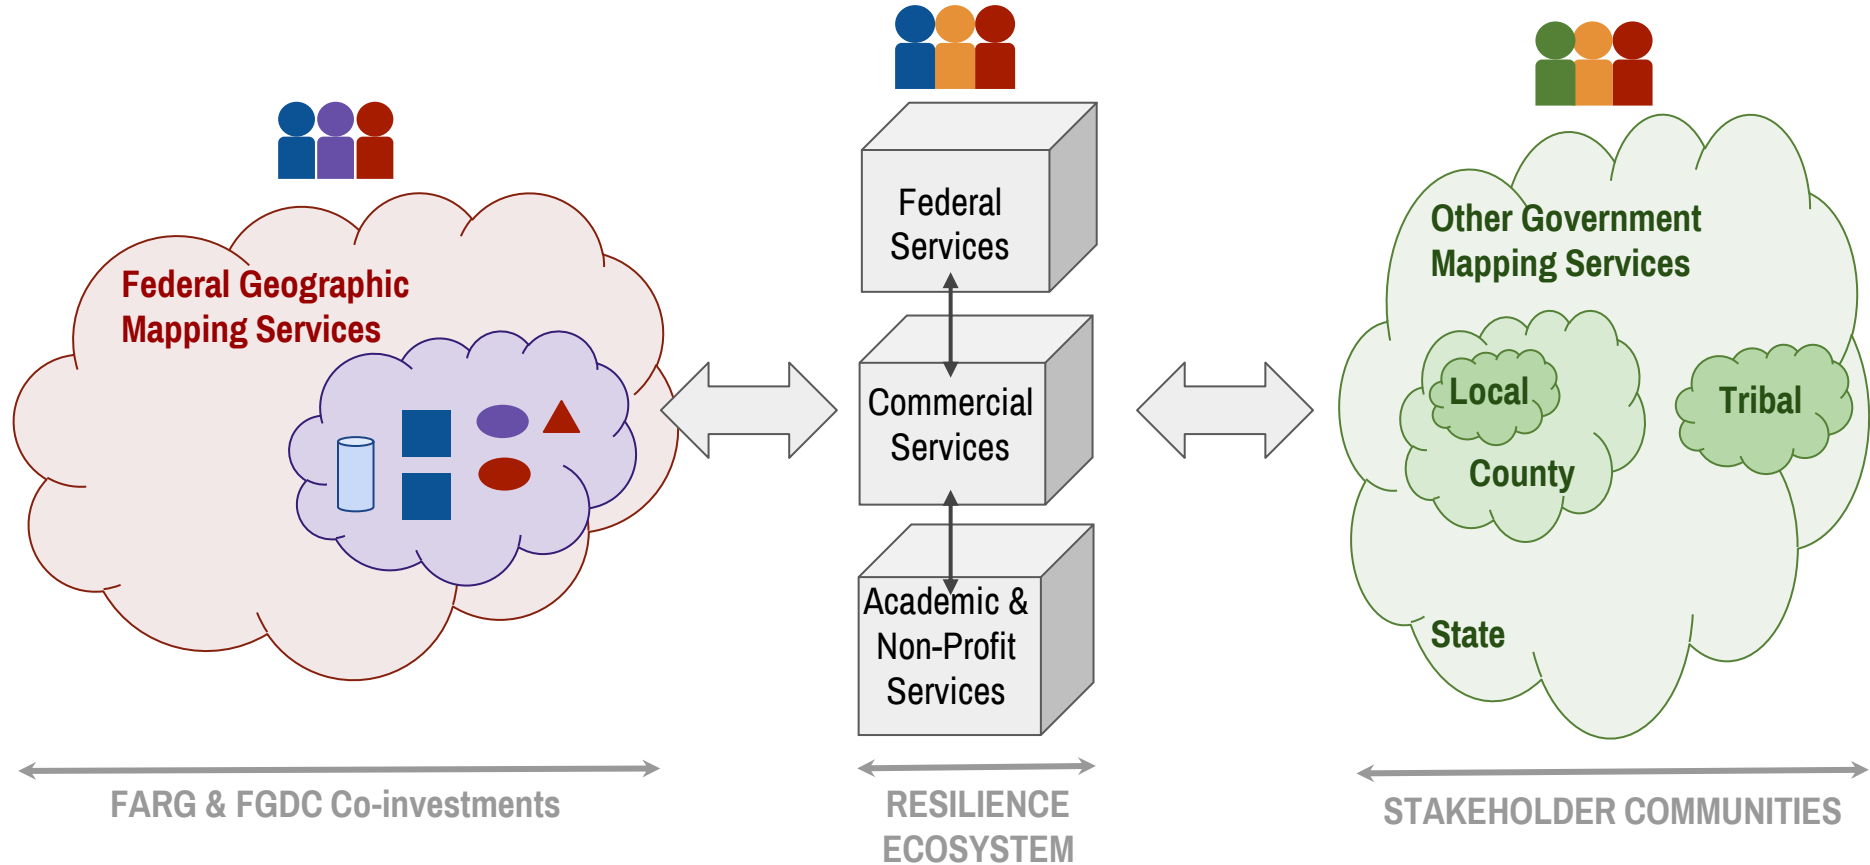 Federal Geographic
Mapping Services
FARG & FGDC Co-investments
Federal
Services
Commercial
Services
Academic &
Non-Profit
Services
RESILIENCE
ECOSYSTEM
Other Government
Mapping Services
Local
Tribal
County
State
STAKEHOLDER COMMUNITIES